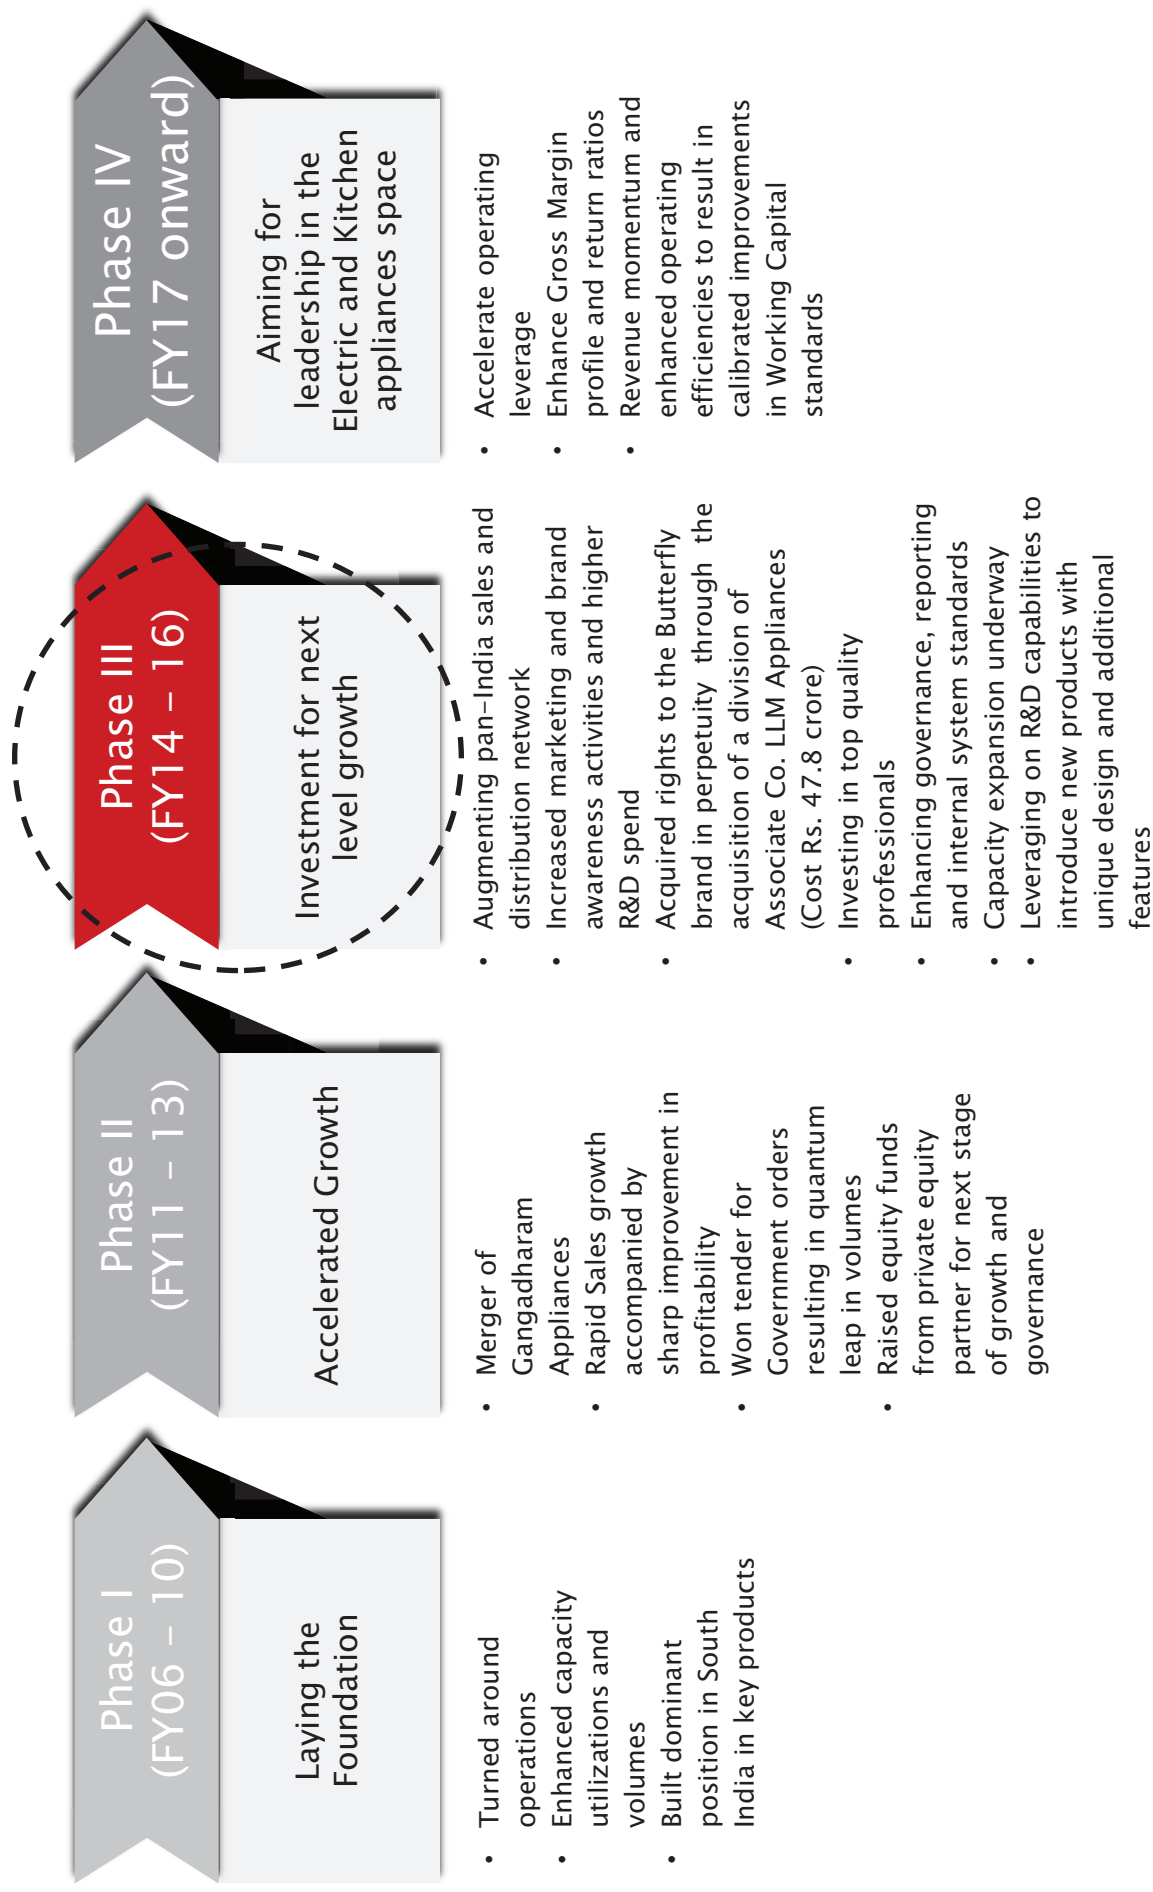 Phase I
(FY06 – 10)
Laying the
Foundation
• Turned around
operations
• Enhanced capacity
utilizations and
volumes
• Built dominant
position in South
India in key products
Phase II
(FY11 – 13)
Accelerated Growth
• Merger of
Gangadharam
Appliances
• Rapid Sales growth
accompanied by
sharp improvement in
profitability
• Won tender for
Government orders
resulting in quantum
leap in volumes
• Raised equity funds
from private equity
partner for next stage
of growth and
governance
Phase III
(FY14 – 16)
Investment for next
level growth
• Augmenting pan-India sales and
distribution network
• Increased marketing and brand
awareness activities and higher
R&D spend
• Acquired rights to the Butterfly
brand in perpetuity through the
acquisition of a division of
Associate Co. LLM Appliances
(Cost Rs. 47.8 crore)
• Investing in top quality
professionals
• Enhancing governance, reporting
and internal system standards
• Capacity expansion underway
• Leveraging on R&D capabilities to
introduce new products with
unique design and additional
features
Phase IV
(FY17 onward)
Aiming for
leadership in the
Electric and Kitchen
appliances space
• Accelerate operating
leverage
• Enhance Gross Margin
profile and return ratios
• Revenue momentum and
enhanced operating
efficiencies to result in
calibrated improvements
in Working Capital
standards